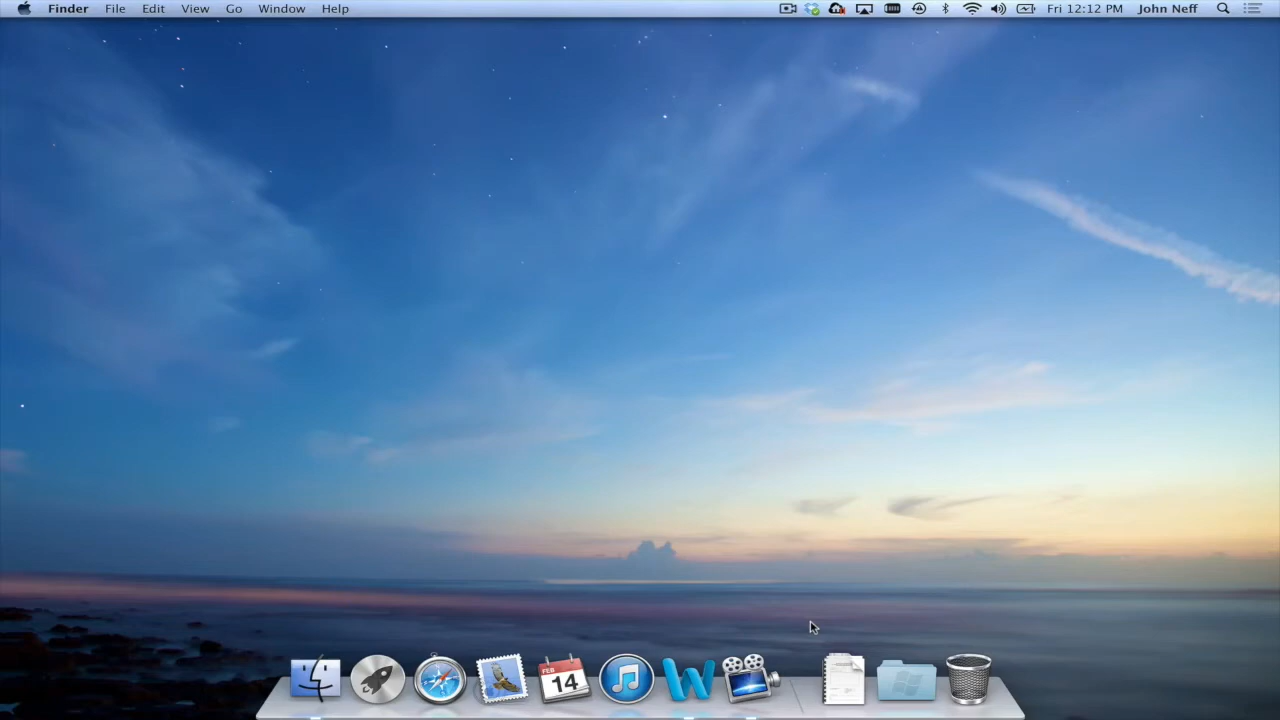 Finder File Edit View Go Window Help Fri 12:12 PM John Neff
FEB
14
W